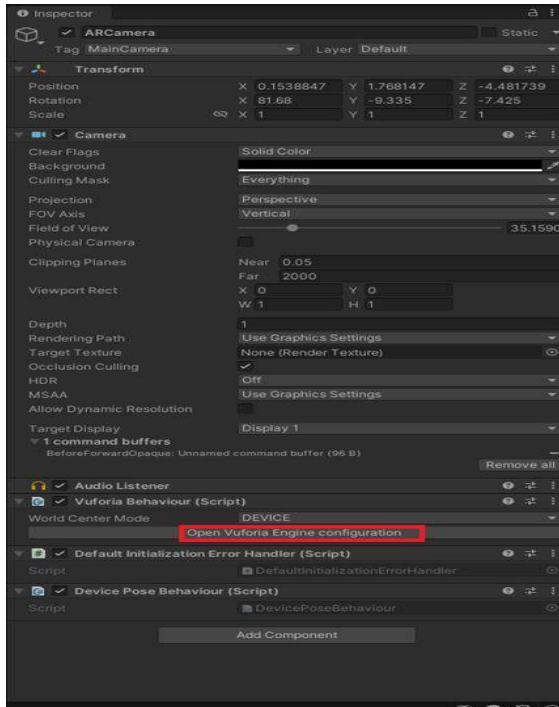 Inspector
ARCamera Static
Tag MainCamera Layer Default
Transform
Position X 0.1538847 Y 1.768147 Z -4.481739
Rotation X 81.68 Y -9.335 Z -7.425
Scale X 1 Y 1 Z 1
Camera
Clear Flags Solid Color
Background
Culling Mask Everything
Projection Perspective
FOV Axis Vertical
Field of View 35.1590
Physical Camera
Clipping Planes Near 0.05
Far 2000
Viewport Rect X 0 Y 0
W 1 H 1
Depth 1
Rendering Path Use Graphics Settings
Target Texture None (Render Texture)
Occlusion Culling
HDR Off
MSAA Use Graphics Settings
Allow Dynamic Resolution
Target Display Display 1
1 command buffers
BeforeForwardOpaque: Unnamed command buffer (96 B)
Remove all
Audio Listener
Vuforia Behaviour (Script)
World Center Mode DEVICE
Open Vuforia Engine configuration
Default Initialization Error Handler (Script)
Script DefaultInitializationErrorHandler
Device Pose Behaviour (Script)
Script DevicePoseBehaviour
Add Component